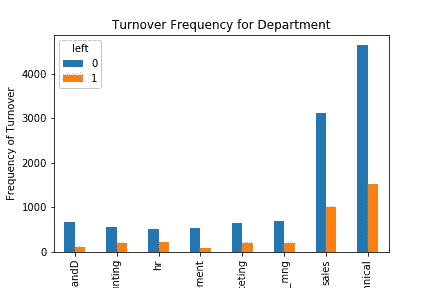 Turnover Frequency for Department
left
0
1
Frequency of Turnover
4000
3000
2000
1000
0
andD
nting
hr
ment
eting
_mng
sales
nical